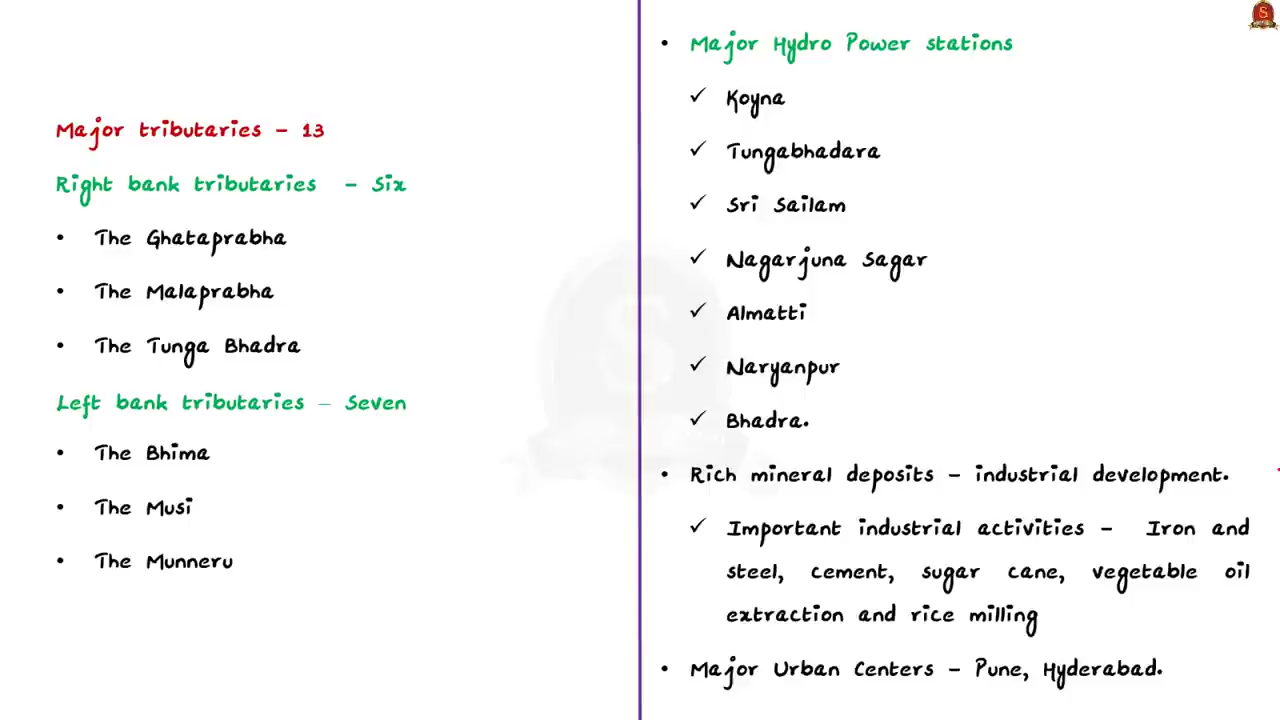 Major tributaries - 13
Right bank tributaries - Six
• The Ghataprabha
• The Malaprabha
• The Tunga Bhadra
Left bank tributaries – Seven
• The Bhima
• The Musi
• The Munneru
• Major Hydro Power stations
✓ Koyna
✓ Tungabhadara
✓ Sri Sailam
✓ Nagarjuna Sagar
✓ Almatti
✓ Naryanpur
✓ Bhadra.
• Rich mineral deposits – industrial development.
✓ Important industrial activities – Iron and
steel, cement, sugar cane, vegetable oil
extraction and rice milling
• Major Urban Centers – Pune, Hyderabad.
S